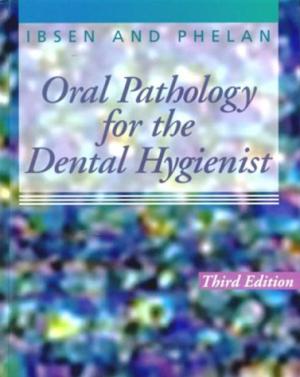 IBSEN AND PHELAN
Oral Pathology
for the
Dental Hygienist
Third Edition